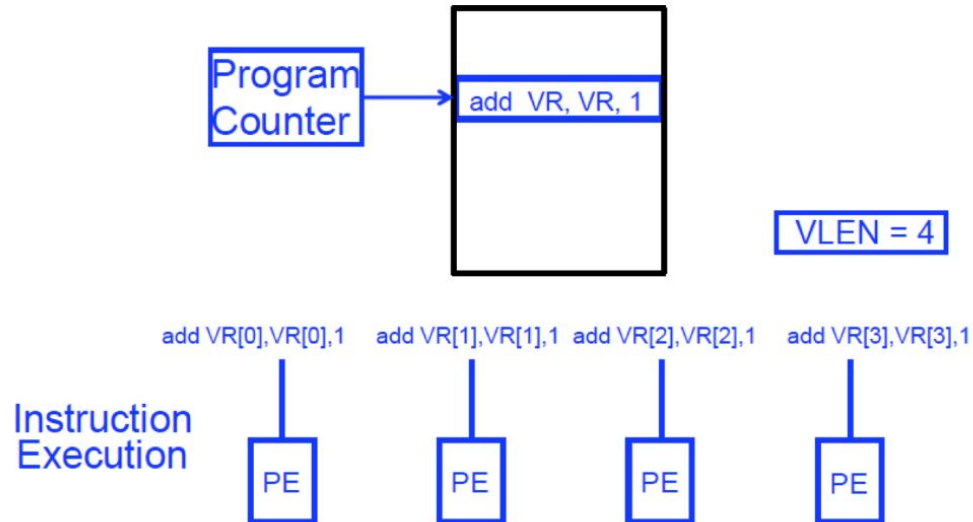 Program
Counter
add VR, VR, 1
VLEN = 4
add VR[0],VR[0],1
add VR[1],VR[1],1
add VR[2],VR[2],1
add VR[3],VR[3],1
Instruction
Execution
PE
PE
PE
PE